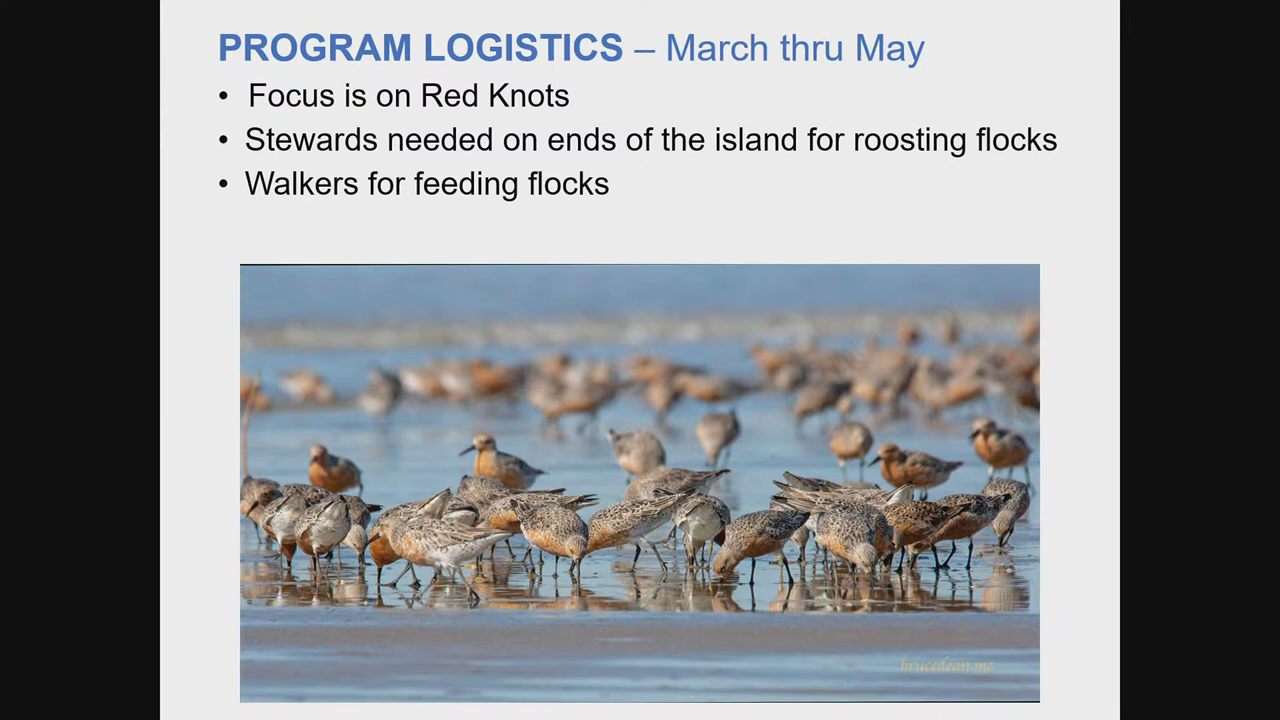 PROGRAM LOGISTICS – March thru May
• Focus is on Red Knots
• Stewards needed on ends of the island for roosting flocks
• Walkers for feeding flocks
brucedean.me